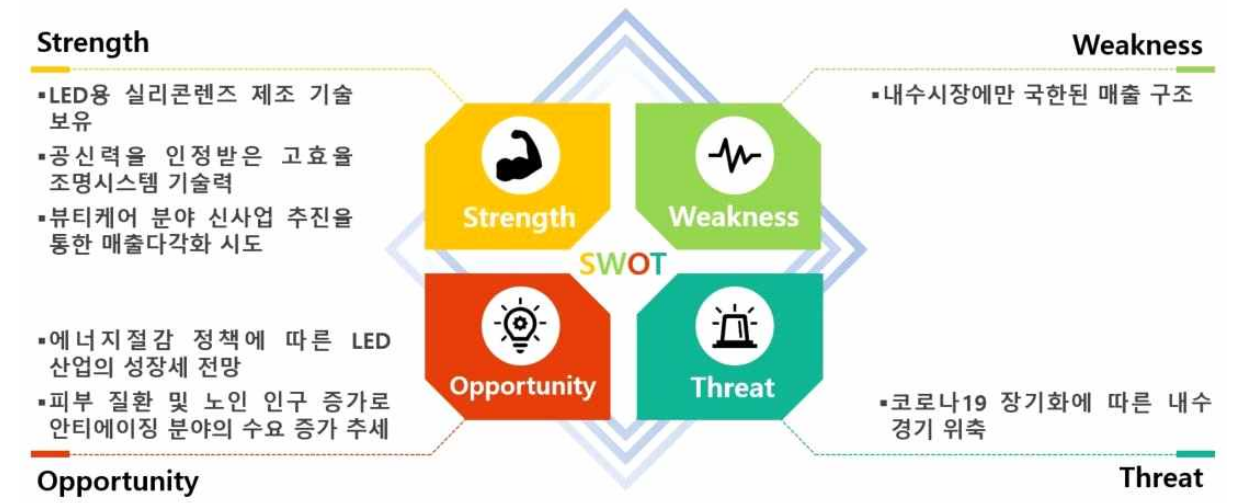 Strength
▪LED용 실리콘렌즈 제조 기술
보유
▪공신력을 인정받은 고효율
조명시스템 기술력
▪뷰티케어 분야 신사업 추진을
통한 매출다각화 시도
Weakness
▪내수시장에만 국한된 매출 구조
Strength
Weakness
SWOT
Opportunity
Threat
▪에너지절감 정책에 따른 LED
산업의 성장세 전망
▪피부 질환 및 노인 인구 증가로
안티에이징 분야의 수요 증가 추세
Opportunity
▪코로나19 장기화에 따른 내수
경기 위축
Threat